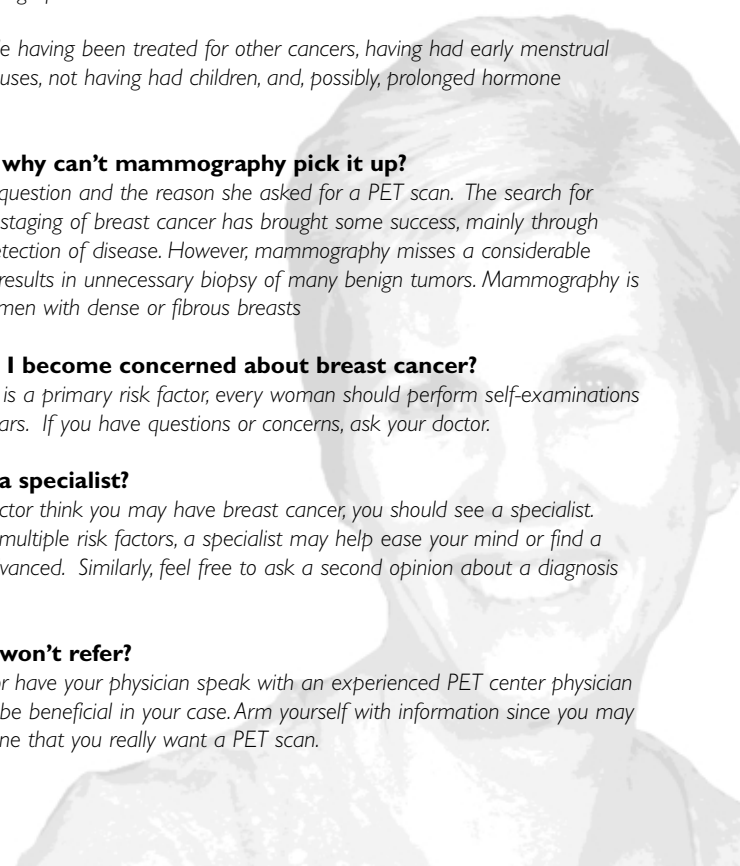 e having been treated for other cancers, having had early menstrual
uses, not having had children, and, possibly, prolonged hormone
why can't mammography pick it up?
question and the reason she asked for a PET scan.  The search for
staging of breast cancer has brought some success, mainly through
etection of disease. However, mammography misses a considerable
results in unnecessary biopsy of many benign tumors. Mammography is
men with dense or fibrous breasts
I become concerned about breast cancer?
is a primary risk factor, every woman should perform self-examinations
ars.  If you have questions or concerns, ask your doctor.
a specialist?
ctor think you may have breast cancer, you should see a specialist.
multiple risk factors, a specialist may help ease your mind or find a
vanced.  Similarly, feel free to ask a second opinion about a diagnosis
won't refer?
or have your physician speak with an experienced PET center physician
be beneficial in your case. Arm yourself with information since you may
ne that you really want a PET scan.